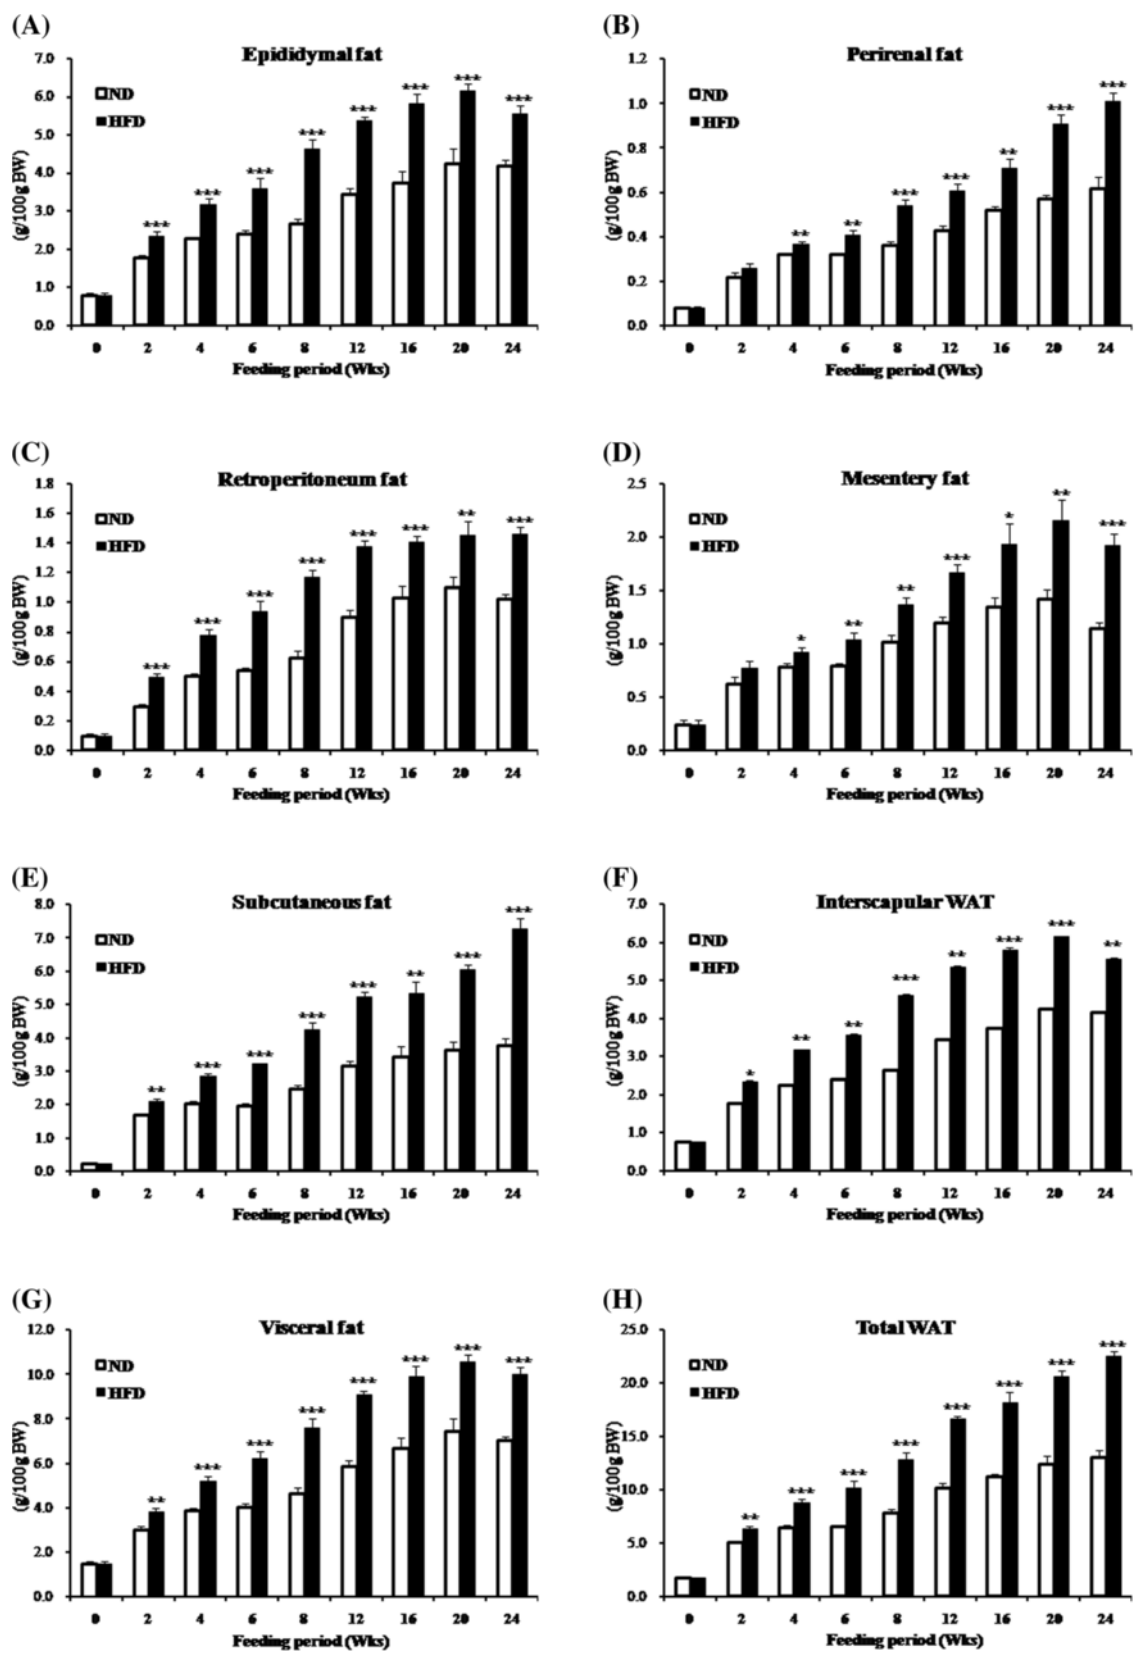 (A)
Epididymal fat
7.0
6.0
5.0
4.0
3.0
2.0
1.0
0.0
(g/100g BW)
ND
HFD
*** *** *** *** *** *** *** ***
0 2 4 6 8 12 16 20 24
Feeding period (Wks)
(B)
Perirenal fat
1.2
1.0
0.8
0.6
0.4
0.2
0.0
(g/100g BW)
ND
HFD
** ** *** *** ** *** ***
0 2 4 6 8 12 16 20 24
Feeding period (Wks)
(C)
Retroperitoneum fat
1.8
1.6
1.4
1.2
1.0
0.8
0.6
0.4
0.2
0.0
(g/100g BW)
ND
HFD
*** *** *** *** *** *** ** ***
0 2 4 6 8 12 16 20 24
Feeding period (Wks)
(D)
Mesentery fat
2.5
2.0
1.5
1.0
0.5
0.0
(g/100g BW)
ND
HFD
* ** ** *** * ** ***
0 2 4 6 8 12 16 20 24
Feeding period (Wks)
(E)
Subcutaneous fat
8.0
7.0
6.0
5.0
4.0
3.0
2.0
1.0
0.0
(g/100g BW)
ND
HFD
** *** *** *** *** ** *** ***
0 2 4 6 8 12 16 20 24
Feeding period (Wks)
(F)
Interscapular WAT
7.0
6.0
5.0
4.0
3.0
2.0
1.0
0.0
(g/100g BW)
ND
HFD
* ** ** *** ** *** *** **
0 2 4 6 8 12 16 20 24
Feeding period (Wks)
(G)
Visceral fat
12.0
10.0
8.0
6.0
4.0
2.0
0.0
(g/100g BW)
ND
HFD
** *** *** *** *** *** *** ***
0 2 4 6 8 12 16 20 24
Feeding period (Wks)
(H)
Total WAT
25.0
20.0
15.0
10.0
5.0
0.0
(g/100g BW)
ND
HFD
** *** *** *** *** *** *** ***
0 2 4 6 8 12 16 20 24
Feeding period (Wks)